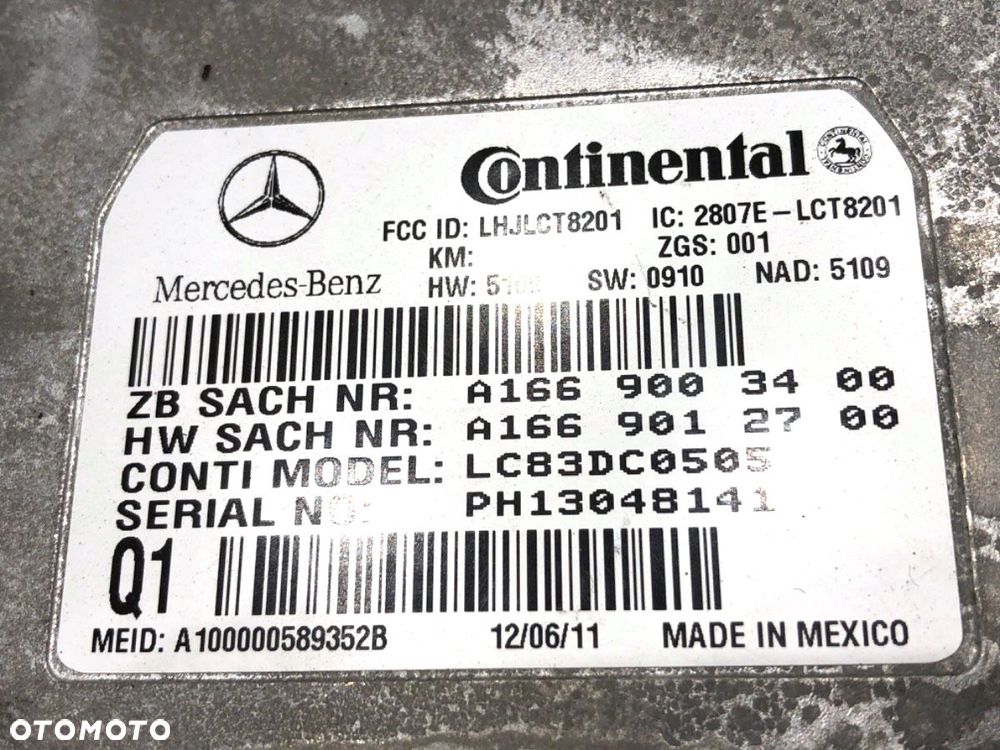 Continental
Mercedes-Benz
FCC ID: LHJLCT8201 IC: 2807E-LCT8201
KM: ZGS: 001
HW: SW: 0910 NAD: 5109
ZB SACH NR: A166 900 34 00
HW SACH NR: A166 901 27 00
CONTI MODEL: LC83DC0505
SERIAL NO: PH13048141
Q1
MEID: A100000589352B 12/06/11 MADE IN MEXICO
OTOMOTO